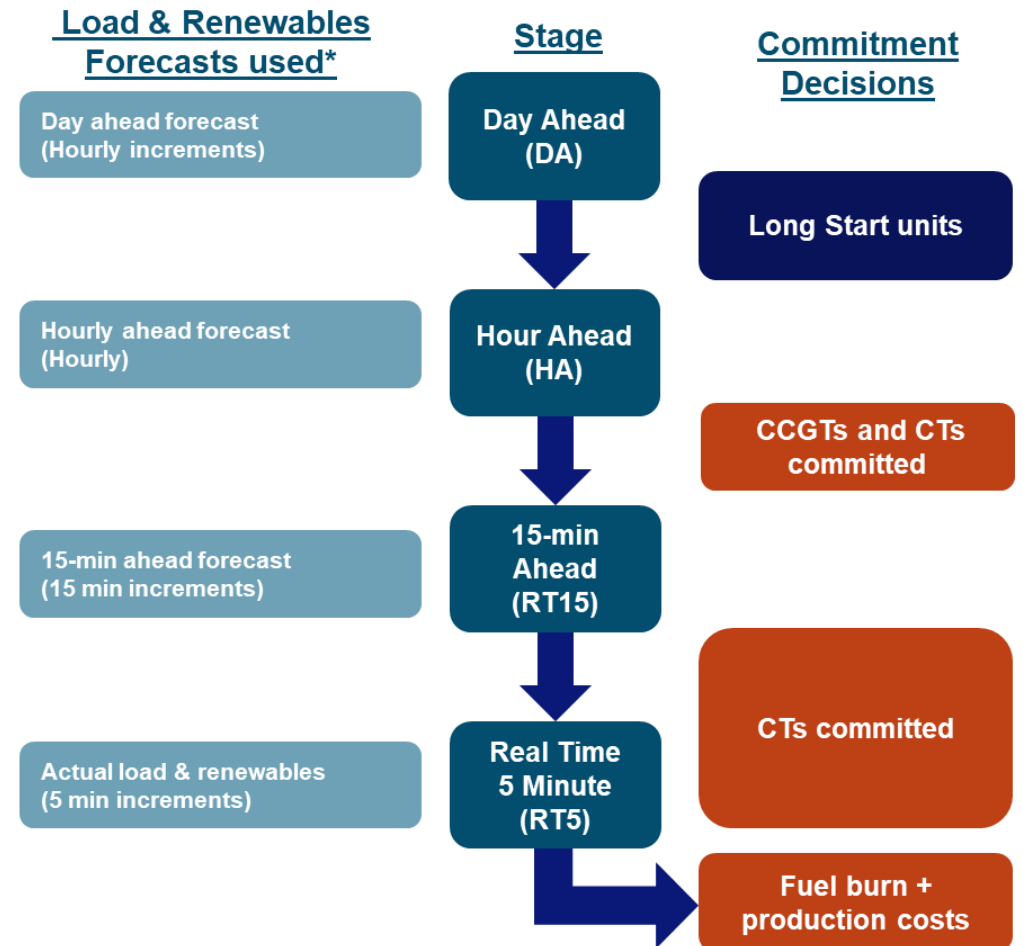 Load & Renewables
Forecasts used*
Stage
Commitment
Decisions
Day ahead forecast
(Hourly increments)
Day Ahead
(DA)
Long Start units
Hourly ahead forecast
(Hourly)
Hour Ahead
(HA)
CCGTs and CTs
committed
15-min ahead forecast
(15 min increments)
15-min
Ahead
(RT15)
CTs committed
Actual load & renewables
(5 min increments)
Real Time
5 Minute
(RT5)
Fuel burn +
production costs